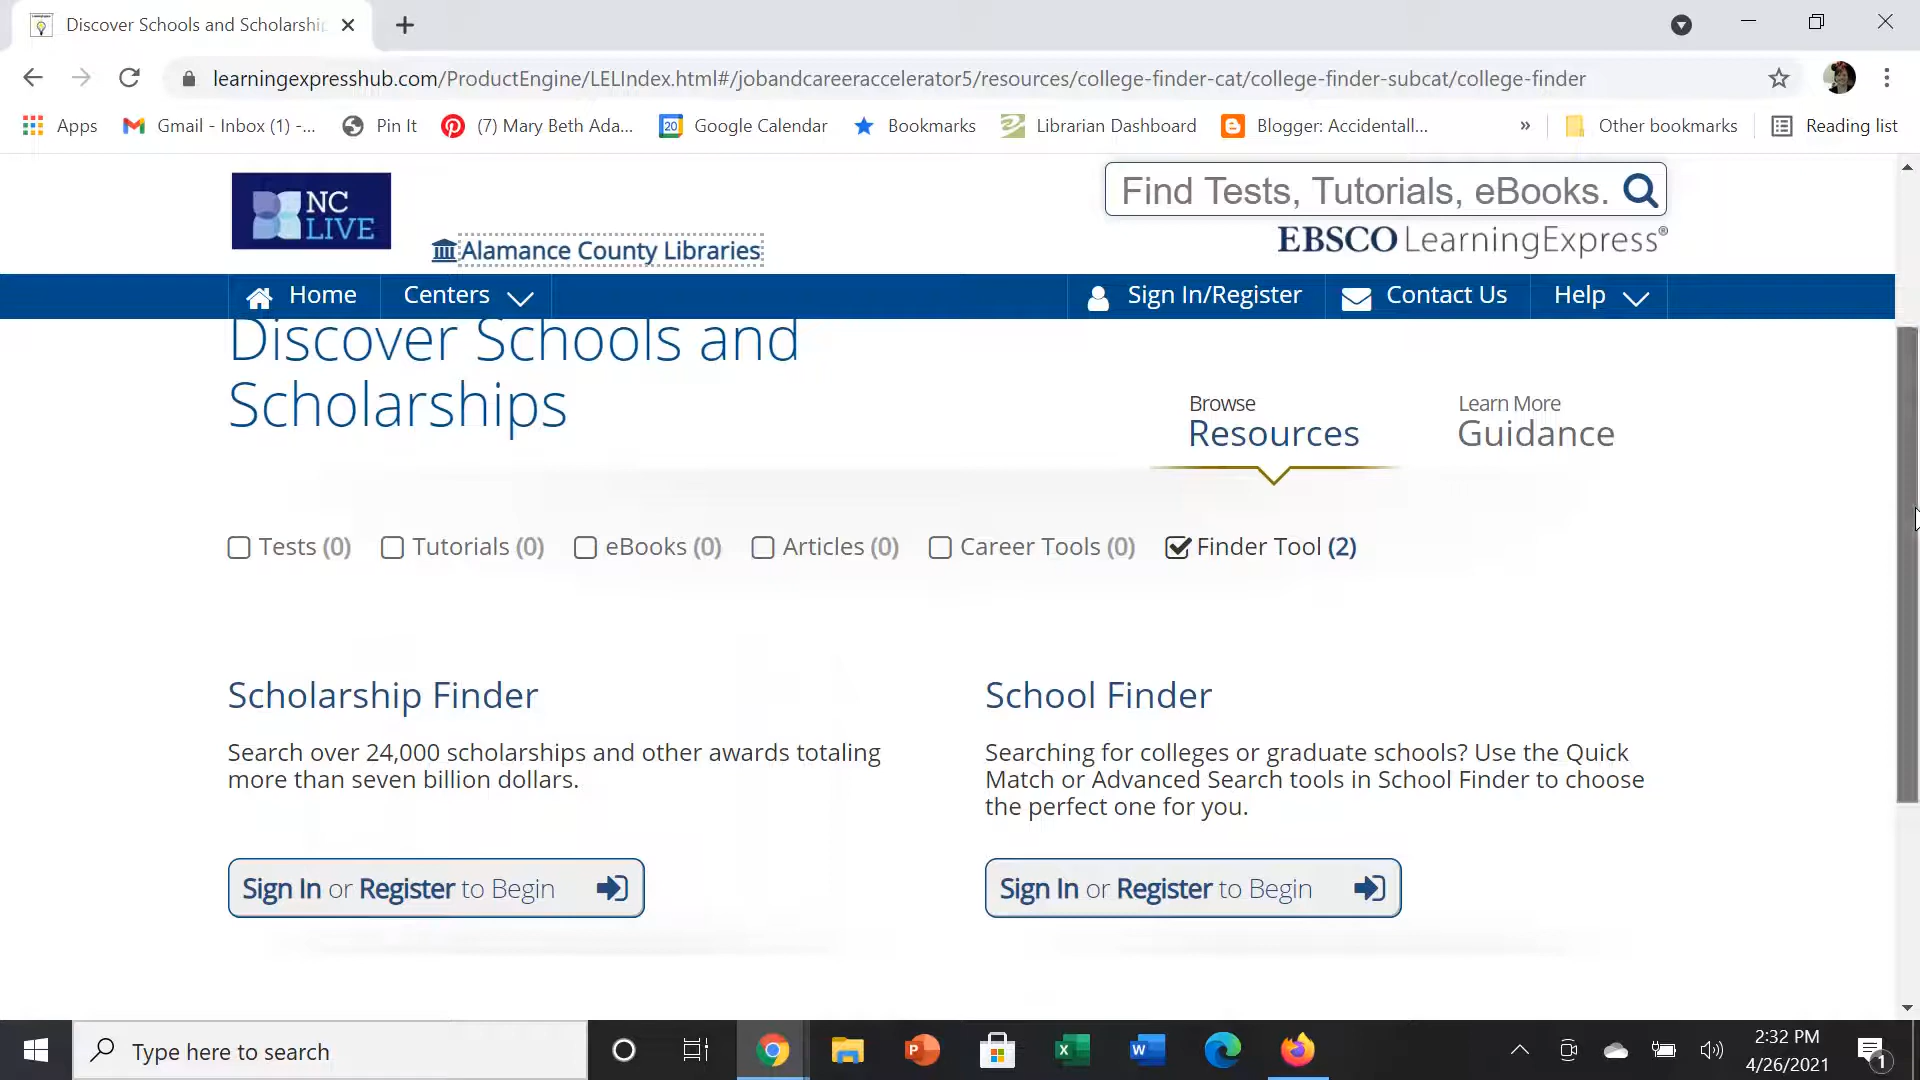 Discover Schools and Scholarshi
learningexpresshub.com/ProductEngine/LELIndex.html#/jobandcareeraccelerator5/resources/college-finder-cat/college-finder-subcat/college-finder
Apps Gmail - Inbox (1) -... Pin It (7) Mary Beth Ada... 20 Google Calendar Bookmarks Librarian Dashboard Blogger: Accidentall... » Other bookmarks Reading list
NC
LIVE
Alamance County Libraries
Find Tests, Tutorials, eBooks.
EBSCO LearningExpress®
Home Centers Sign In/Register Contact Us Help
Discover Schools and
Scholarships
Browse
Resources
Learn More
Guidance
Tests (0) Tutorials (0) eBooks (0) Articles (0) Career Tools (0) Finder Tool (2)
Scholarship Finder
Search over 24,000 scholarships and other awards totaling
more than seven billion dollars.
Sign In or Register to Begin
School Finder
Searching for colleges or graduate schools? Use the Quick
Match or Advanced Search tools in School Finder to choose
the perfect one for you.
Sign In or Register to Begin
Type here to search
2:32 PM
4/26/2021
1